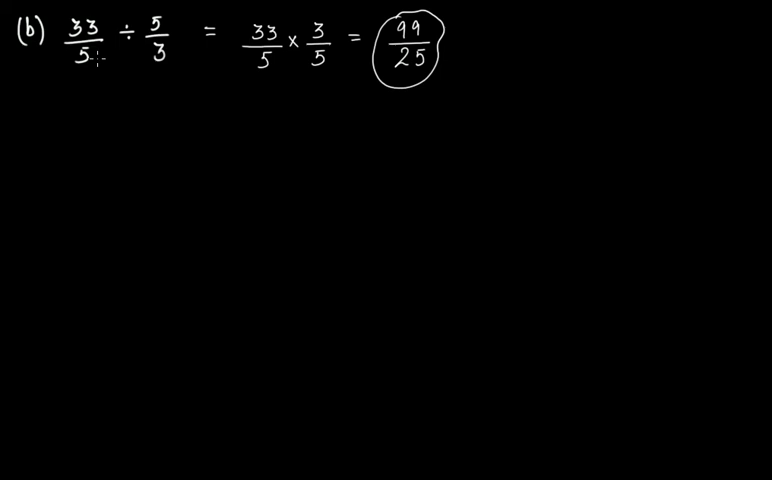 (b) 33/5 ÷ 5/3 = 33/5 × 3/5 = 99/25